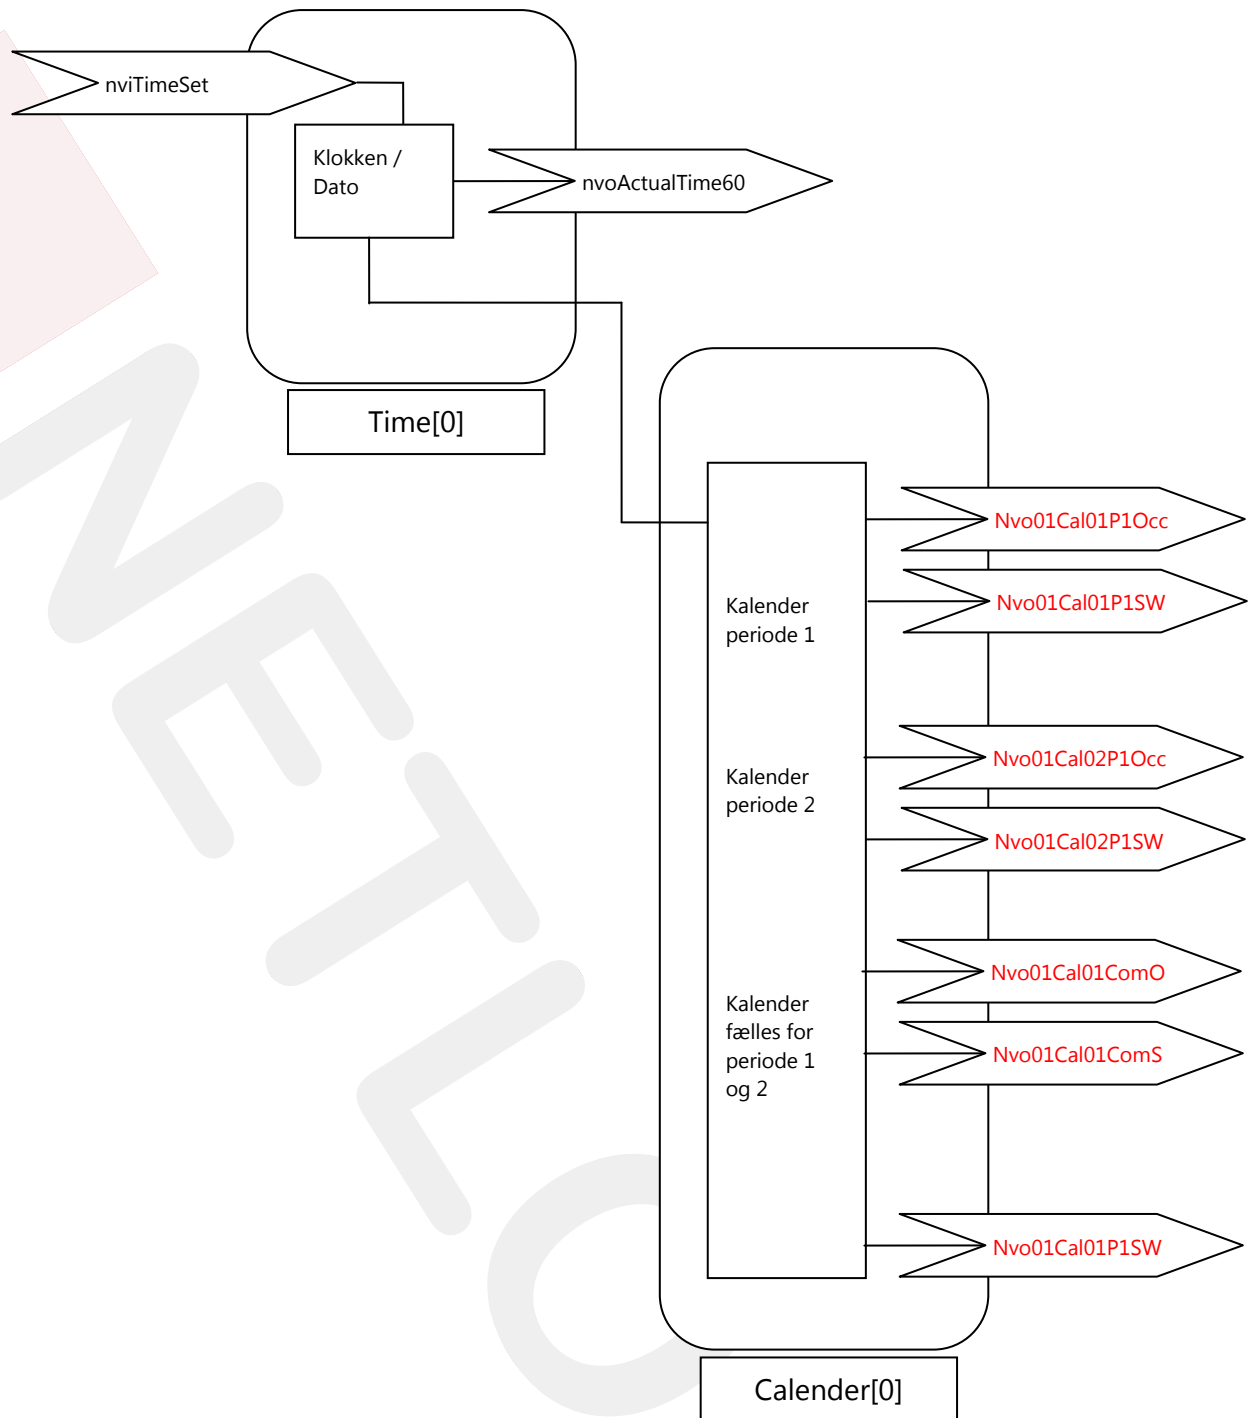 nviTimeSet
Klokken /
Dato
nvoActualTime60
Time[0]
Nvo01Cal01P1Occ
Kalender
periode 1
Nvo01Cal01P1SW
Kalender
periode 2
Nvo01Cal02P1Occ
Nvo01Cal02P1SW
Kalender
fælles for
periode 1
og 2
Nvo01Cal01ComO
Nvo01Cal01ComS
Nvo01Cal01P1SW
Calender[0]
NETLO